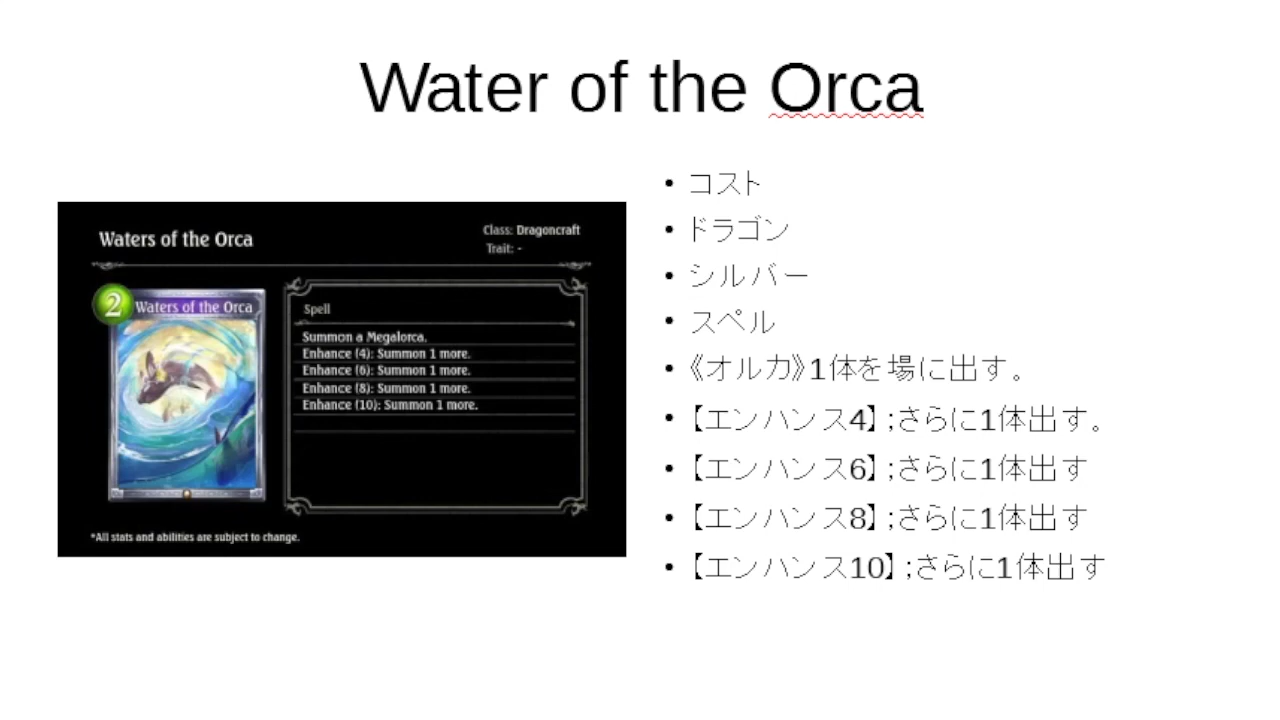 Water of the Orca
Waters of the Orca
Class: Dragoncraft
Trait: -
2
Waters of the Orca
Spell
Summon a Megalorca.
Enhance (4): Summon 1 more.
Enhance (6): Summon 1 more.
Enhance (8): Summon 1 more.
Enhance (10): Summon 1 more.
*All stats and abilities are subject to change.
• コスト
• ドラゴン
• シルバー
• スペル
• 《オルカ》1体を場に出す。
• 【エンハンス4】;さらに1体出す。
• 【エンハンス6】;さらに1体出す
• 【エンハンス8】;さらに1体出す
• 【エンハンス10】;さらに1体出す